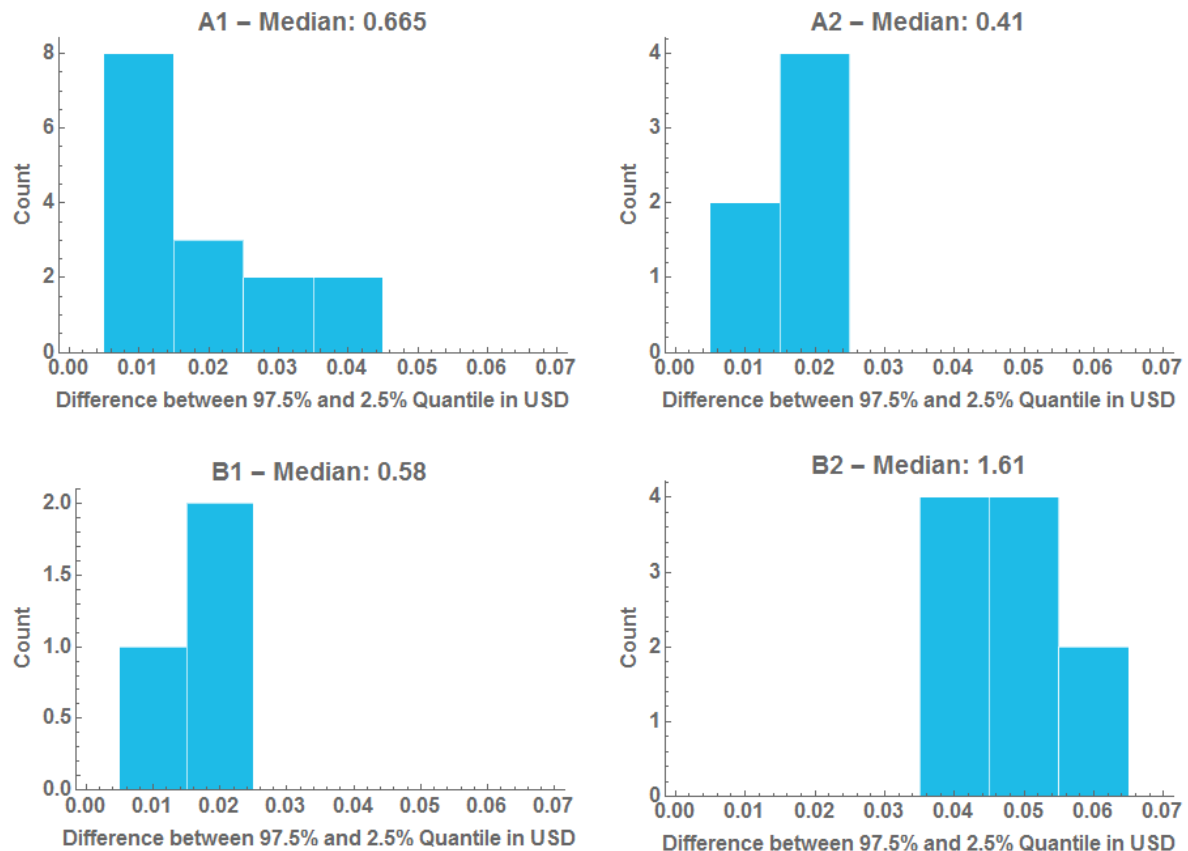 A1 – Median: 0.665
8
6
4
2
0
Count
0.00 0.01 0.02 0.03 0.04 0.05 0.06 0.07
Difference between 97.5% and 2.5% Quantile in USD
A2 – Median: 0.41
4
3
2
1
0
Count
0.00 0.01 0.02 0.03 0.04 0.05 0.06 0.07
Difference between 97.5% and 2.5% Quantile in USD
B1 – Median: 0.58
2.0
1.5
1.0
0.5
0.0
Count
0.00 0.01 0.02 0.03 0.04 0.05 0.06 0.07
Difference between 97.5% and 2.5% Quantile in USD
B2 – Median: 1.61
4
3
2
1
0
Count
0.00 0.01 0.02 0.03 0.04 0.05 0.06 0.07
Difference between 97.5% and 2.5% Quantile in USD